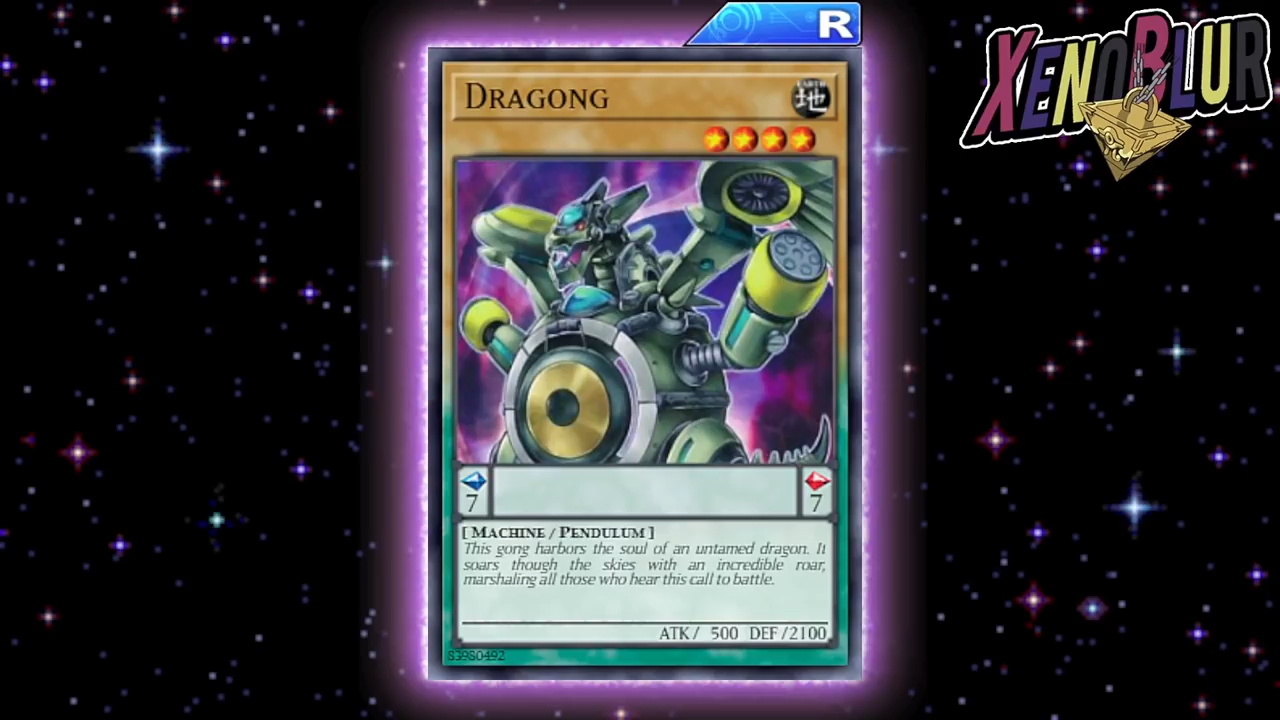 R
XENOBLUR
DRAGONG
EARTH
地
7
7
[ MACHINE / PENDULUM ]
This gong harbors the soul of an untamed dragon. It
soars though the skies with an incredible roar,
marshaling all those who hear this call to battle.
ATK/ 500 DEF/2100
83980492